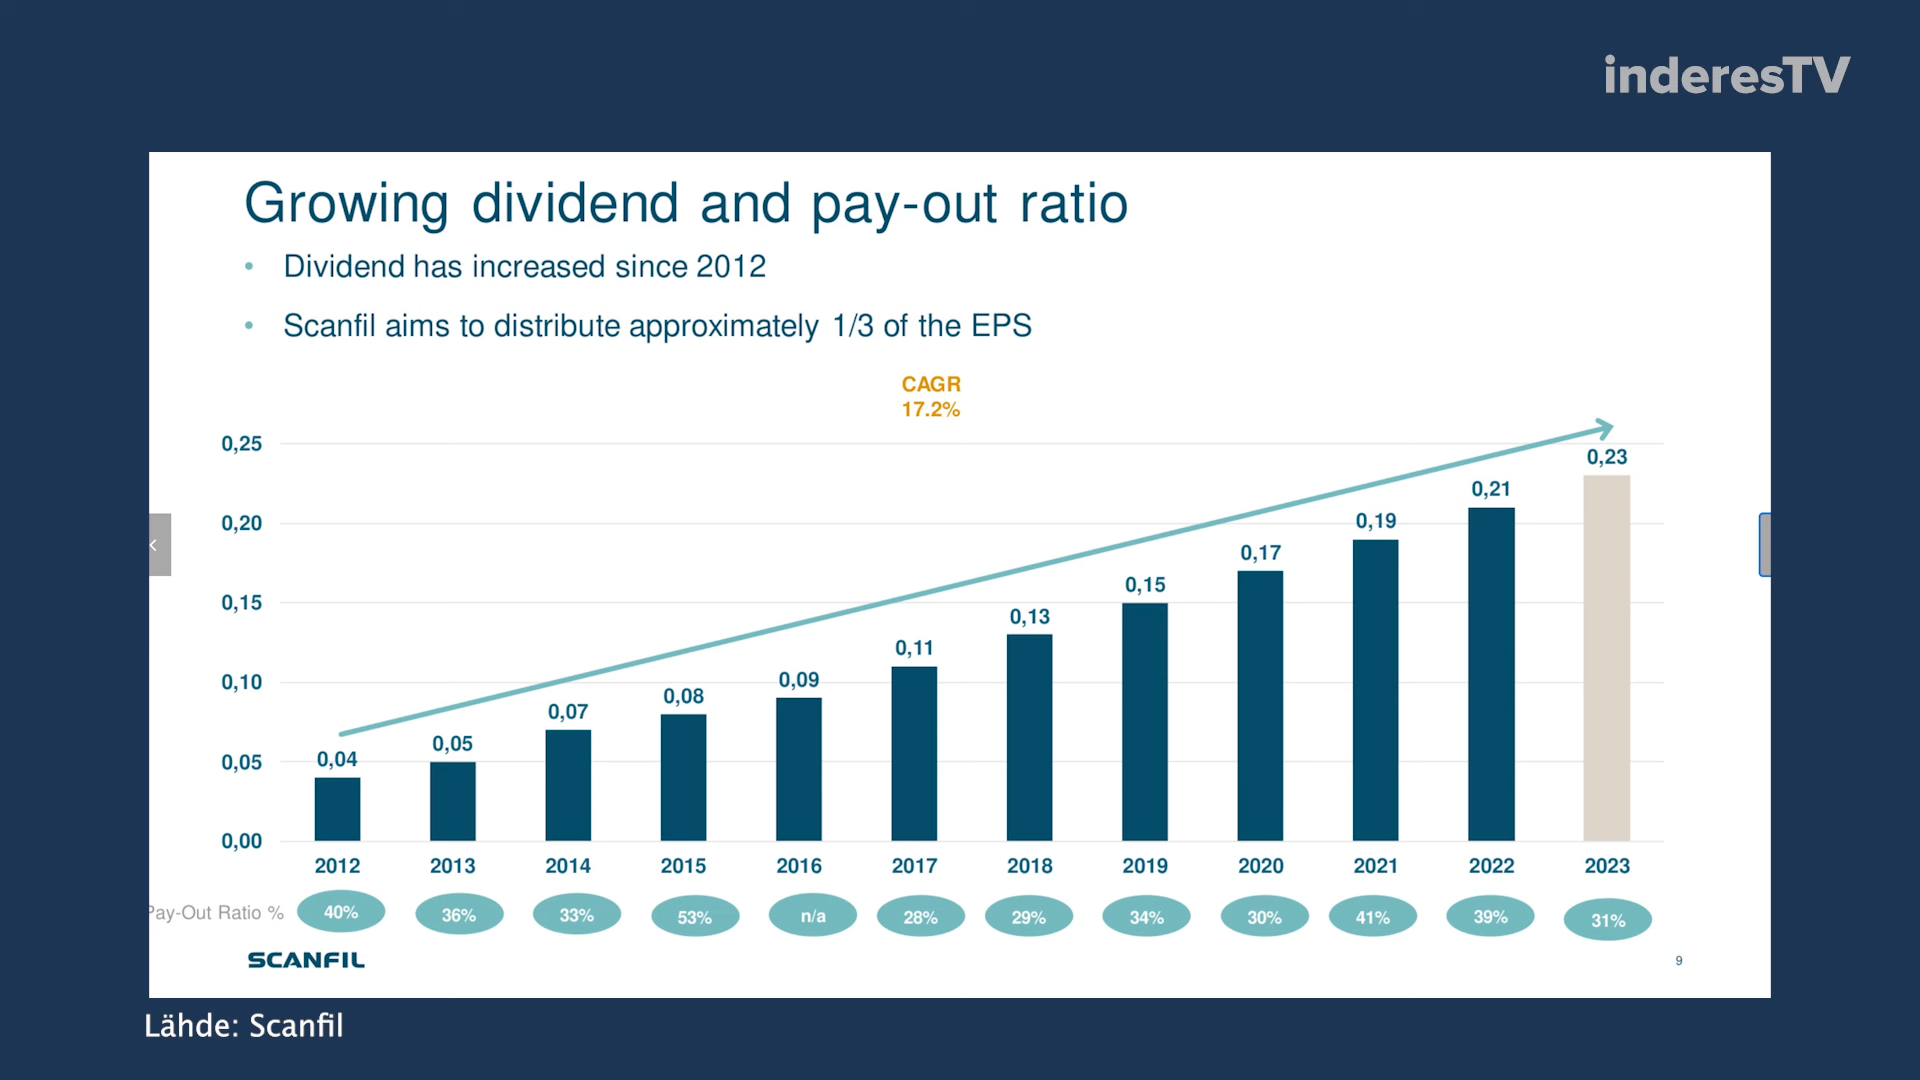 inderesTV
Growing dividend and pay-out ratio
• Dividend has increased since 2012
• Scanfil aims to distribute approximately 1/3 of the EPS
CAGR
17.2%
0,25
0,20
0,15
0,10
0,05
0,00
0,04
0,05
0,07
0,08
0,09
0,11
0,13
0,15
0,17
0,19
0,21
0,23
2012 2013 2014 2015 2016 2017 2018 2019 2020 2021 2022 2023
Pay-Out Ratio % 40% 36% 33% 53% n/a 28% 29% 34% 30% 41% 39% 31%
SCANFIL
9
Lähde: Scanfil